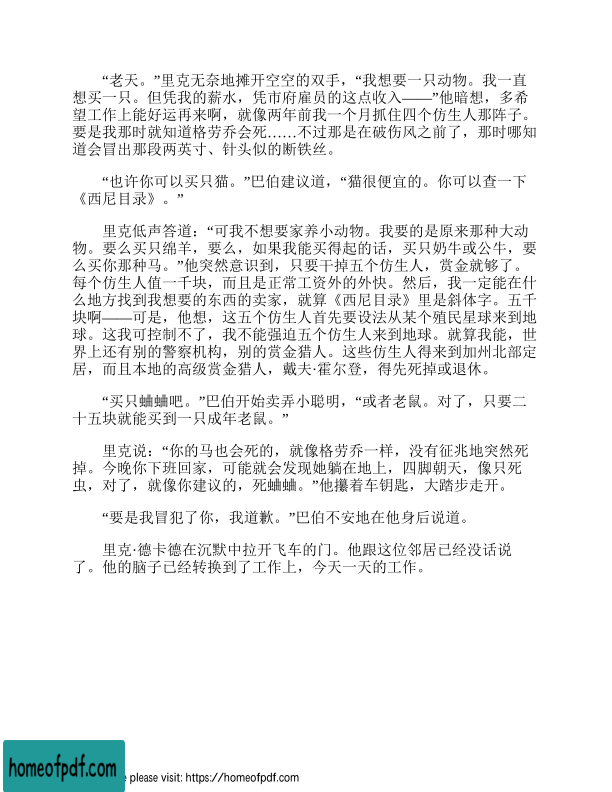 “老天。”里克无奈地摊开空空的双手，“我想要一只动物。我一直
想买一只。但凭我的薪水，凭市府雇员的这点收入——”他暗想，多希
望工作上能好运再来啊，就像两年前我一个月抓住四个仿生人那阵子。
要是我那时就知道格劳乔会死……不过那是在破伤风之前了，那时哪知
道会冒出那段两英寸、针头似的断铁丝。
“也许你可以买只猫。”巴伯建议道，“猫很便宜的。你可以查一下
《西尼目录》。”
里克低声答道：“可我不想要家养小动物。我要的是原来那种大动
物。要么买只绵羊，要么，如果我能买得起的话，买只奶牛或公牛，要
么买你那种马。”他突然意识到，只要干掉五个仿生人，赏金就够了。
每个仿生人值一千块，而且是正常工资外的外快。然后，我一定能在什
么地方找到我想要的东西的卖家，就算《西尼目录》里是斜体字。五千
块啊——可是，他想，这五个仿生人首先要设法从某个殖民星球来到地
球。这我可控制不了，我不能强迫五个仿生人来到地球。就算我能，世
界上还有别的警察机构，别的赏金猎人。这些仿生人得来到加州北部定
居，而且本地的高级赏金猎人，戴夫·霍尔登，得先死掉或退休。
“买只蛐蛐吧。”巴伯开始卖弄小聪明，“或者老鼠。对了，只要二
十五块就能买到一只成年老鼠。”
里克说：“你的马也会死的，就像格劳乔一样，没有征兆地突然死
掉。今晚你下班回家，可能就会发现她躺在地上，四脚朝天，像只死
虫，对了，就像你建议的，死蛐蛐。”他攥着车钥匙，大踏步走开。
“要是我冒犯了你，我道歉。”巴伯不安地在他身后说道。
里克·德卡德在沉默中拉开飞车的门。他跟这位邻居已经没话说
了。他的脑子已经转换到了工作上，今天一天的工作。
homeofpdf.com
please visit: https://homeofpdf.com